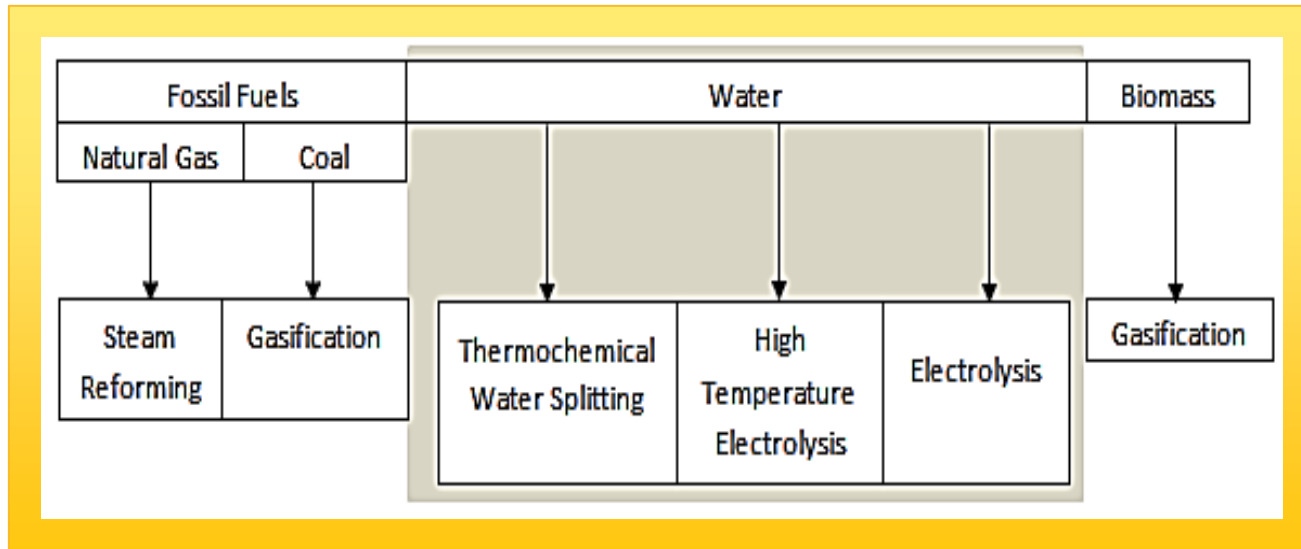 Fossil Fuels
Water
Biomass
Natural Gas
Coal
Steam
Reforming
Gasification
Thermochemical
Water Splitting
High
Temperature
Electrolysis
Electrolysis
Gasification